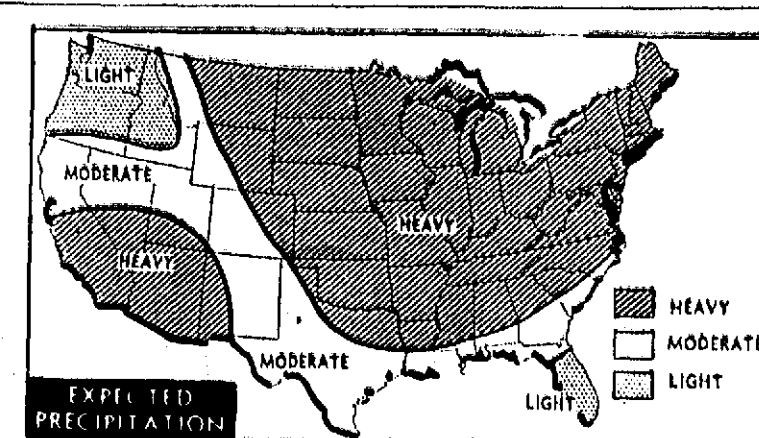 LIGHT
MODERATE
HEAVY
HEAVY
HEAVY
MODERATE
MODERATE
LIGHT
LIGHT
EXPECTED
PRECIPITATION